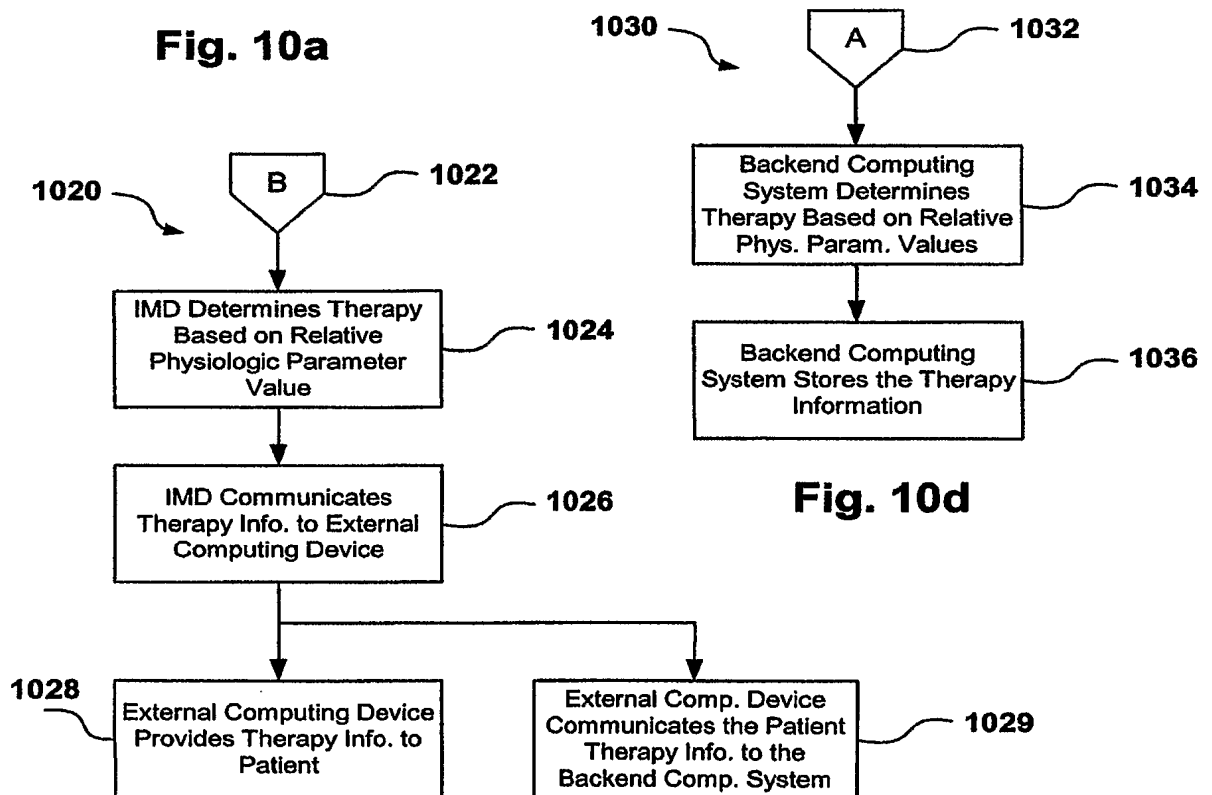 Fig. 10a
1020
B
1022
IMD Determines Therapy
Based on Relative
Physiologic Parameter
Value
1024
IMD Communicates
Therapy Info. to External
Computing Device
1026
1028
External Computing Device
Provides Therapy Info. to
Patient
External Comp. Device
Communicates the Patient
Therapy Info. to the
Backend Comp. System
1029
1030
A
1032
Backend Computing
System Determines
Therapy Based on Relative
Phys. Param. Values
1034
Backend Computing
System Stores the Therapy
Information
1036
Fig. 10d